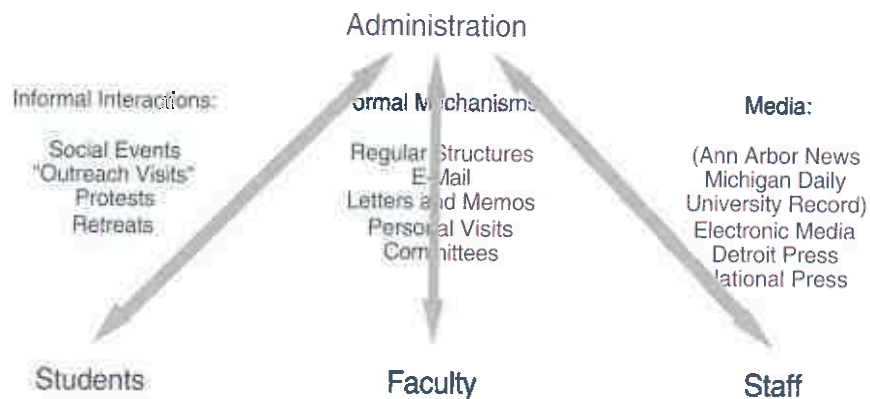 Administration
Informal Interactions:
Social Events
"Outreach Visits"
Protests
Retreats
Formal Mechanisms
Regular Structures
E-Mail
Letters and Memos
Personal Visits
Committees
Media:
(Ann Arbor News
Michigan Daily
University Record)
Electronic Media
Detroit Press
National Press
Students
Faculty
Staff